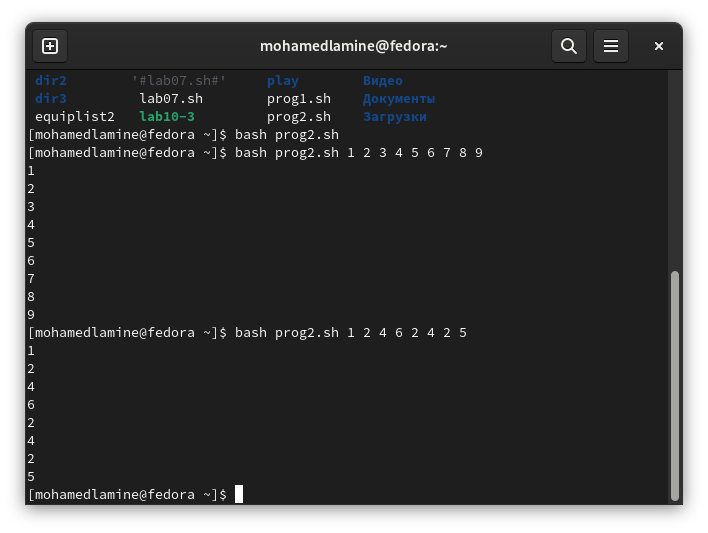 mohamedlamine@fedora:~
dir2 '#lab07.sh#' play Видео
dir3 lab07.sh prog1.sh Документы
equiplist2 lab10-3 prog2.sh Загрузки
[mohamedlamine@fedora ~]$ bash prog2.sh
[mohamedlamine@fedora ~]$ bash prog2.sh 1 2 3 4 5 6 7 8 9
1
2
3
4
5
6
7
8
9
[mohamedlamine@fedora ~]$ bash prog2.sh 1 2 4 6 2 4 2 5
1
2
4
6
2
4
2
5
[mohamedlamine@fedora ~]$